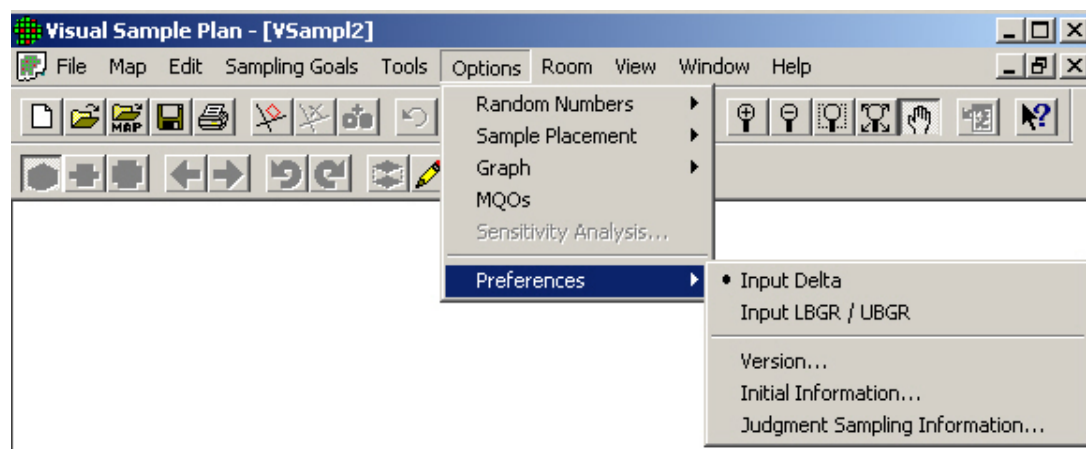 Visual Sample Plan - [VSampl2]
File Map Edit Sampling Goals Tools Options Room View Window Help
MAP
Random Numbers
Sample Placement
Graph
MQOs
Sensitivity Analysis...
Preferences
Input Delta
Input LBGR / UBGR
Version...
Initial Information...
Judgment Sampling Information...